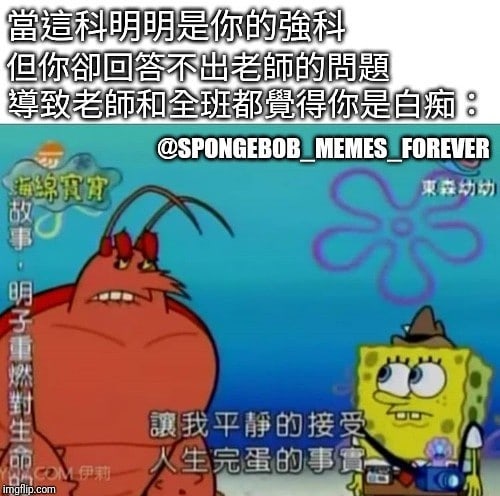 當這科明明是你的強科
但你卻回答不出老師的問題
導致老師和全班都覺得你是白痴：
@SPONGEBOB_MEMES_FOREVER
海綿寶寶
東森幼幼
故事，明子重燃對生命
讓我平靜的接受
人生完蛋的事實
.COM 伊莉
imgflip.com